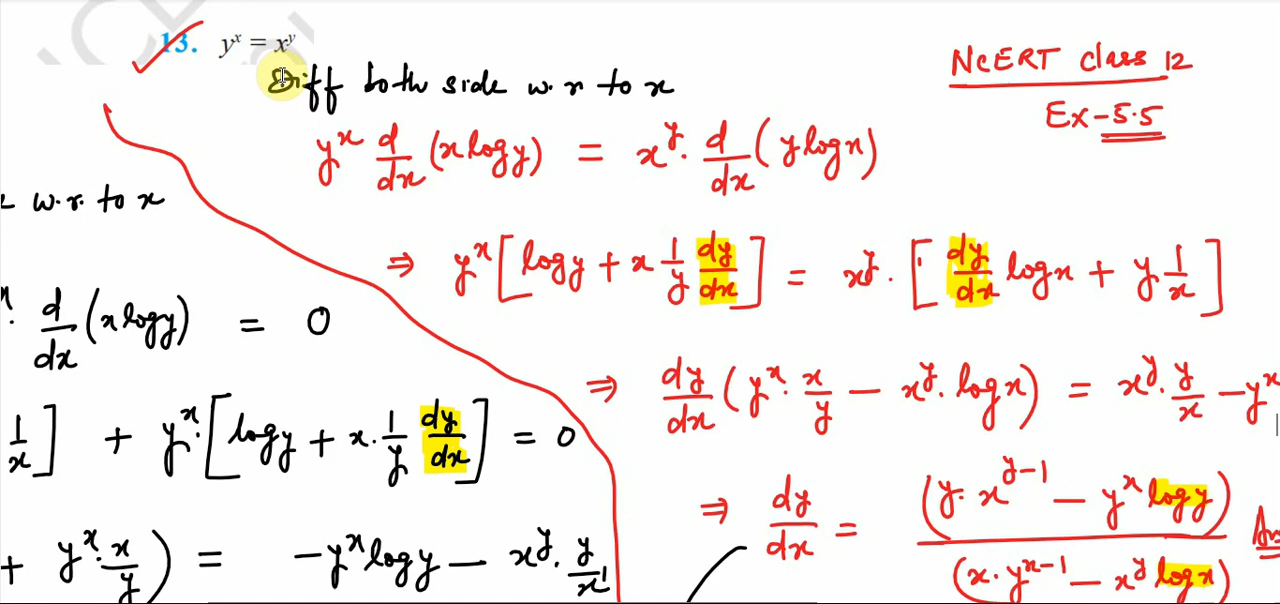 13. yˣ = xʸ
Diff both side w.r to x
NCERT class 12
Ex-5.5
yˣ d/dx (x log y) = xʸ. d/dx (y log x)
w.r. to x
⇒ yˣ [log y + x 1/y dy/dx] = xʸ. [dy/dx log x + y 1/x]
d/dx (x log y) = 0
⇒ dy/dx (yˣ. x/y - xʸ. log x) = xʸ. y/x - yˣ
1/x] + yˣ. [log y + x. 1/y dy/dx] = 0
⇒ dy/dx = (y. xʸ⁻¹ - yˣ log y) / (x. yˣ⁻¹ - xʸ log x) Ans
+ yˣ. x/y) = -yˣ log y - xʸ. y/x